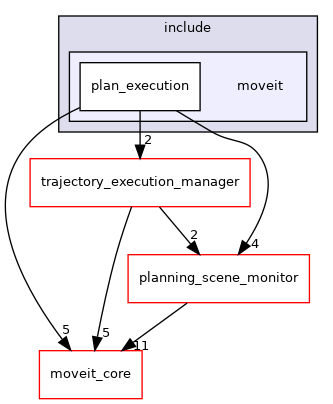 include
plan_execution
moveit
2
trajectory_execution_manager
2
4
planning_scene_monitor
5
5
11
moveit_core